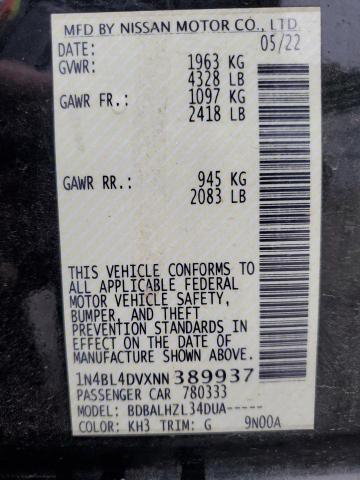 MFD BY NISSAN MOTOR CO., LTD.
DATE: 05/22
GVWR: 1963 KG
4328 LB
GAWR FR.: 1097 KG
2418 LB
GAWR RR.: 945 KG
2083 LB
THIS VEHICLE CONFORMS TO
ALL APPLICABLE FEDERAL
MOTOR VEHICLE SAFETY,
BUMPER, AND THEFT
PREVENTION STANDARDS IN
EFFECT ON THE DATE OF
MANUFACTURE SHOWN ABOVE.
1N4BL4DVXNN389937
PASSENGER CAR 780333
MODEL: BDBALHZL34DUA-----
COLOR: KH3 TRIM: G 9N00A